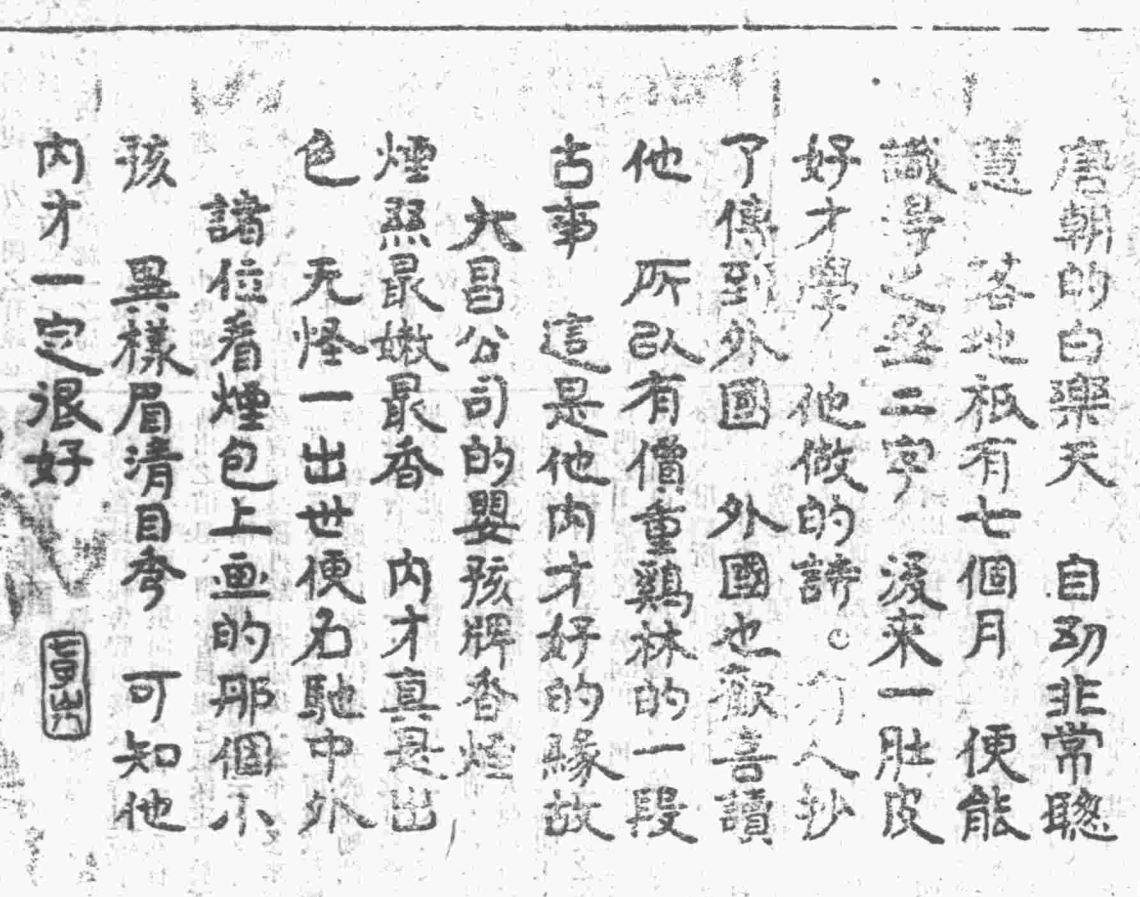 唐朝的白樂天 自幼非常聰
慧 落地祇有七個月 便能
識得之無二字 後來一肚皮
好才學 他做的詩。有人抄
了傳到外國 外國也歡喜讀
他 所以有僧重鷄林的一段
古事 這是他內才好的緣故
大昌公司的嬰孩牌香煙
煙絲最嫩最香 內才真是出
色 无怪一出世便名馳中外
諸位看煙包上画的那個小
孩 異樣眉清目秀 可知他
內才一定很好